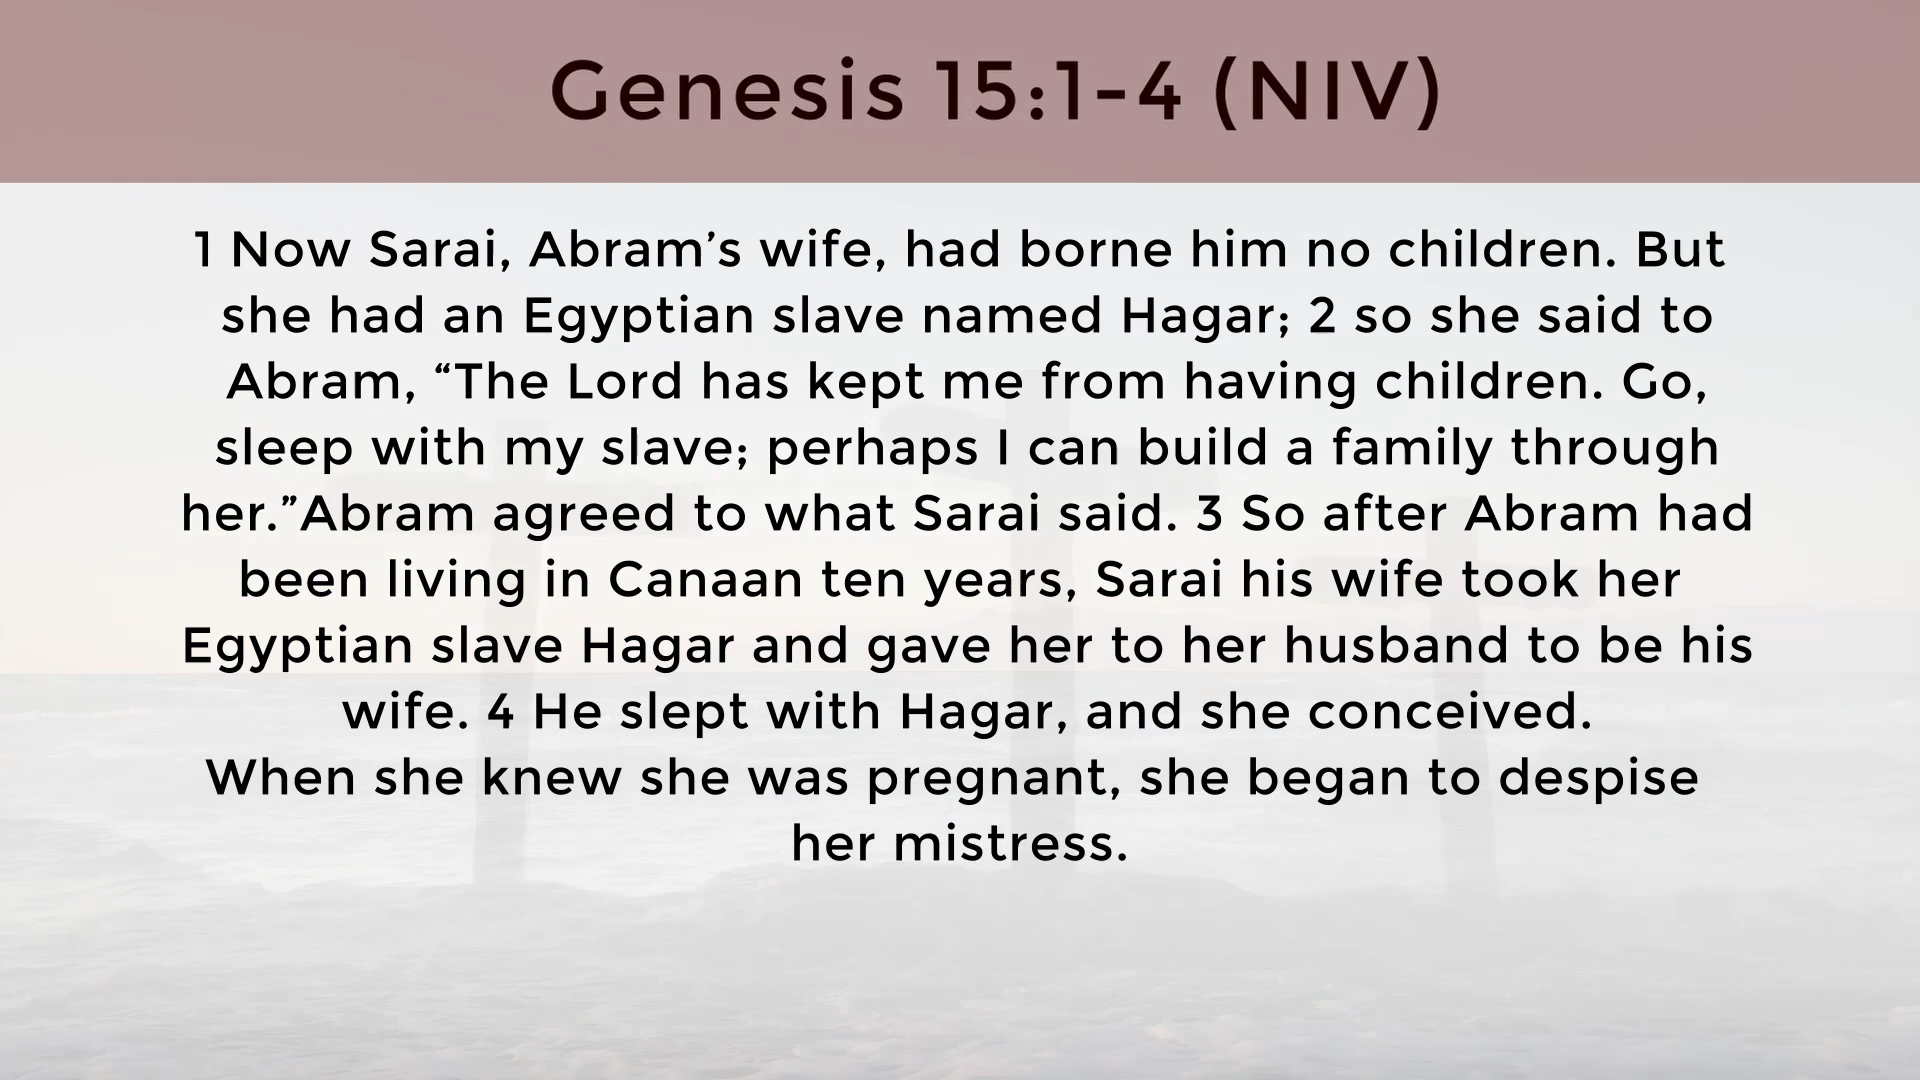 Genesis 15:1-4 (NIV)
1 Now Sarai, Abram’s wife, had borne him no children. But
she had an Egyptian slave named Hagar; 2 so she said to
Abram, “The Lord has kept me from having children. Go,
sleep with my slave; perhaps I can build a family through
her.”Abram agreed to what Sarai said. 3 So after Abram had
been living in Canaan ten years, Sarai his wife took her
Egyptian slave Hagar and gave her to her husband to be his
wife. 4 He slept with Hagar, and she conceived.
When she knew she was pregnant, she began to despise
her mistress.